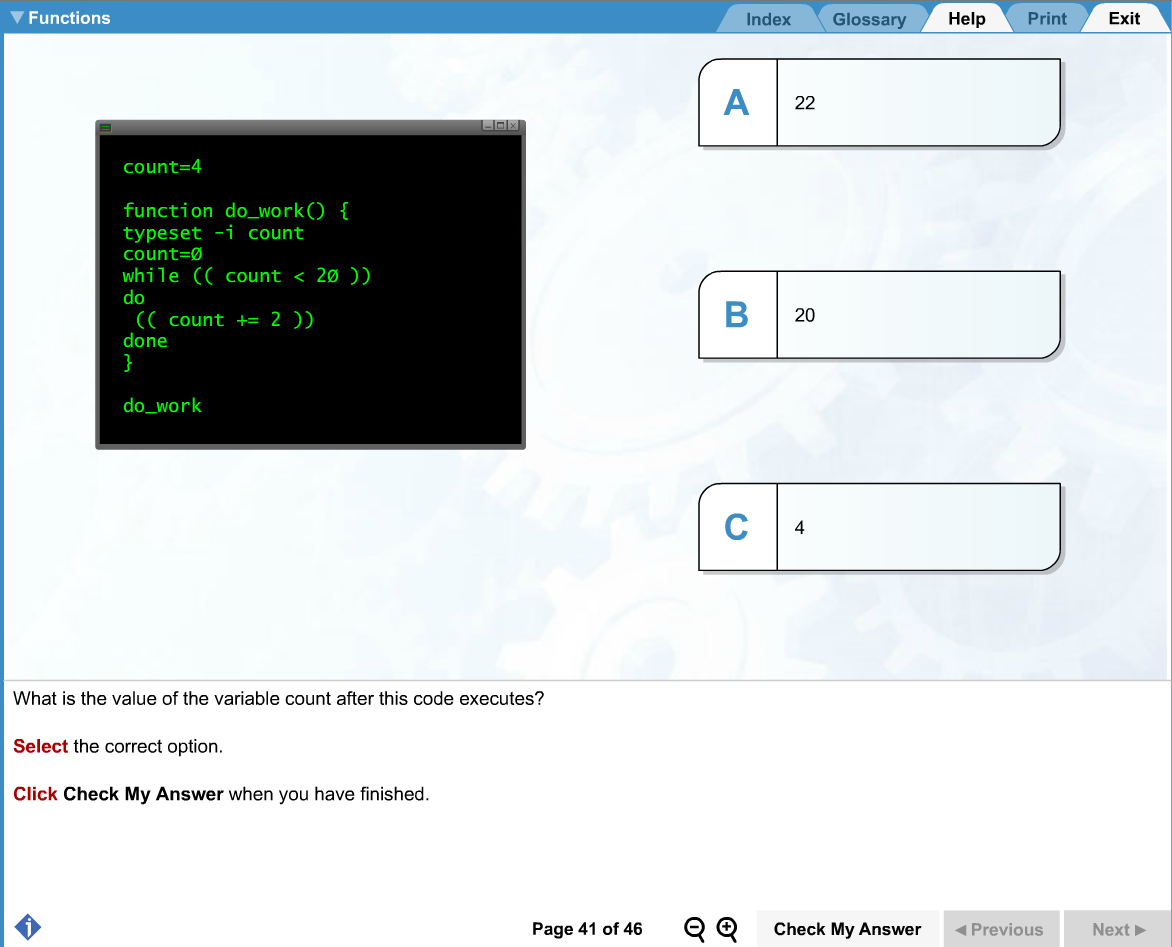 Functions
Index Glossary Help Print Exit
count=4
function do_work() {
typeset -i count
count=0
while (( count < 20 ))
do
(( count += 2 ))
done
}
do_work
A 22
B 20
C 4
What is the value of the variable count after this code executes?
Select the correct option.
Click Check My Answer when you have finished.
i
Page 41 of 46 Check My Answer Previous Next